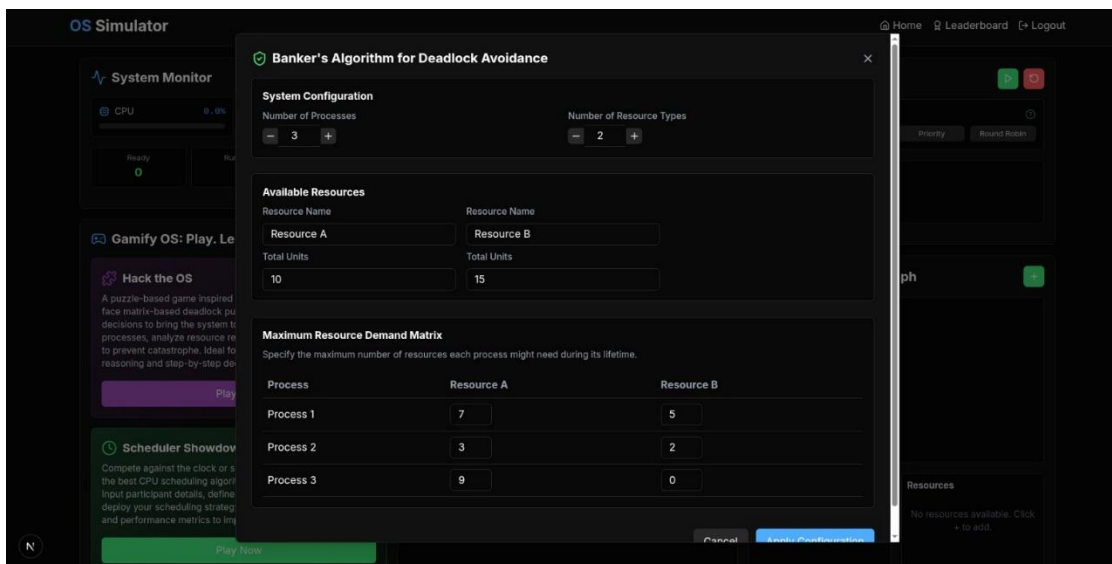 OS Simulator
Home Leaderboard Logout
Banker's Algorithm for Deadlock Avoidance
System Monitor
CPU 0.0%
Ready
0
System Configuration
Number of Processes Number of Resource Types
− 3 + − 2 +
Priority Round Robin
Available Resources
Resource Name Resource Name
Resource A Resource B
Total Units Total Units
10 15
Gamify OS: Play. Le
Hack the OS
A puzzle-based game inspired
face matrix-based deadlock pu
decisions to bring the system t
processes, analyze resource re
to prevent catastrophe. Ideal fo
reasoning and step-by-step de
Play
ph
+
Maximum Resource Demand Matrix
Specify the maximum number of resources each process might need during its lifetime.
Process Resource A Resource B
Process 1 7 5
Process 2 3 2
Process 3 9 0
Scheduler Showdow
Compete against the clock or s
the best CPU scheduling algori
Input participant details, define
deploy your scheduling strateg
and performance metrics to im
Play Now
Resources
No resources available. Click
+ to add.
Cancel Apply Configuration
N